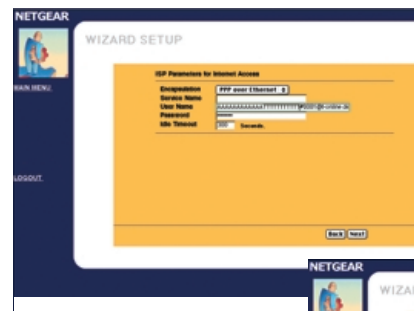 NETGEAR
WIZARD SETUP
MAIN MENU
LOGOUT
ISP Parameters for Internet Access
Encapsulation PPP over Ethernet
Service Name
User Name
Password
Idle Timeout 300 Seconds.
Back Next
NETGEAR
WIZA